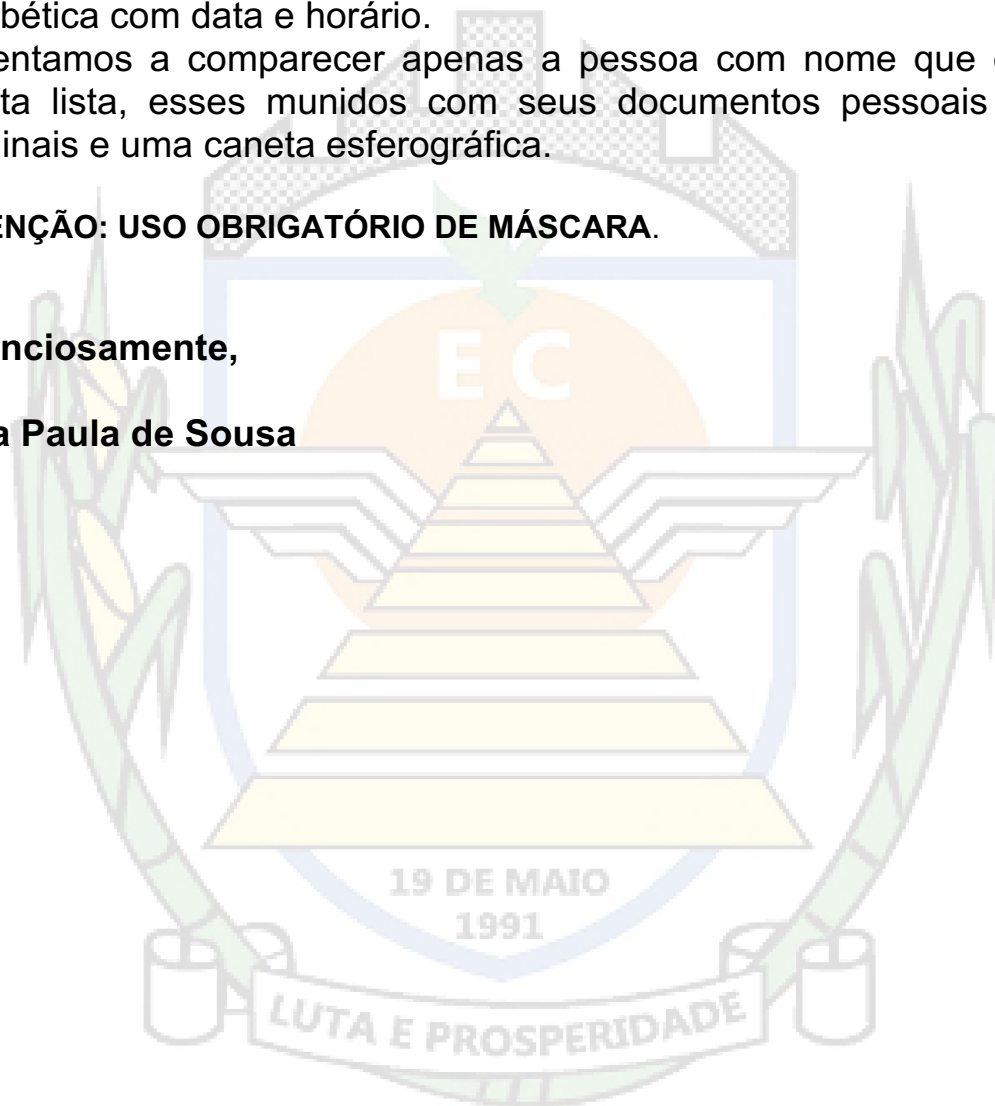 bética com data e horário.
entamos a comparecer apenas a pessoa com nome que
ta lista, esses munidos com seus documentos pessoais
inais e uma caneta esferográfica.
ENÇÃO: USO OBRIGATÓRIO DE MÁSCARA.
nciosamente,
a Paula de Sousa
EC
19 DE MAIO
1991
LUTA E PROSPERIDADE